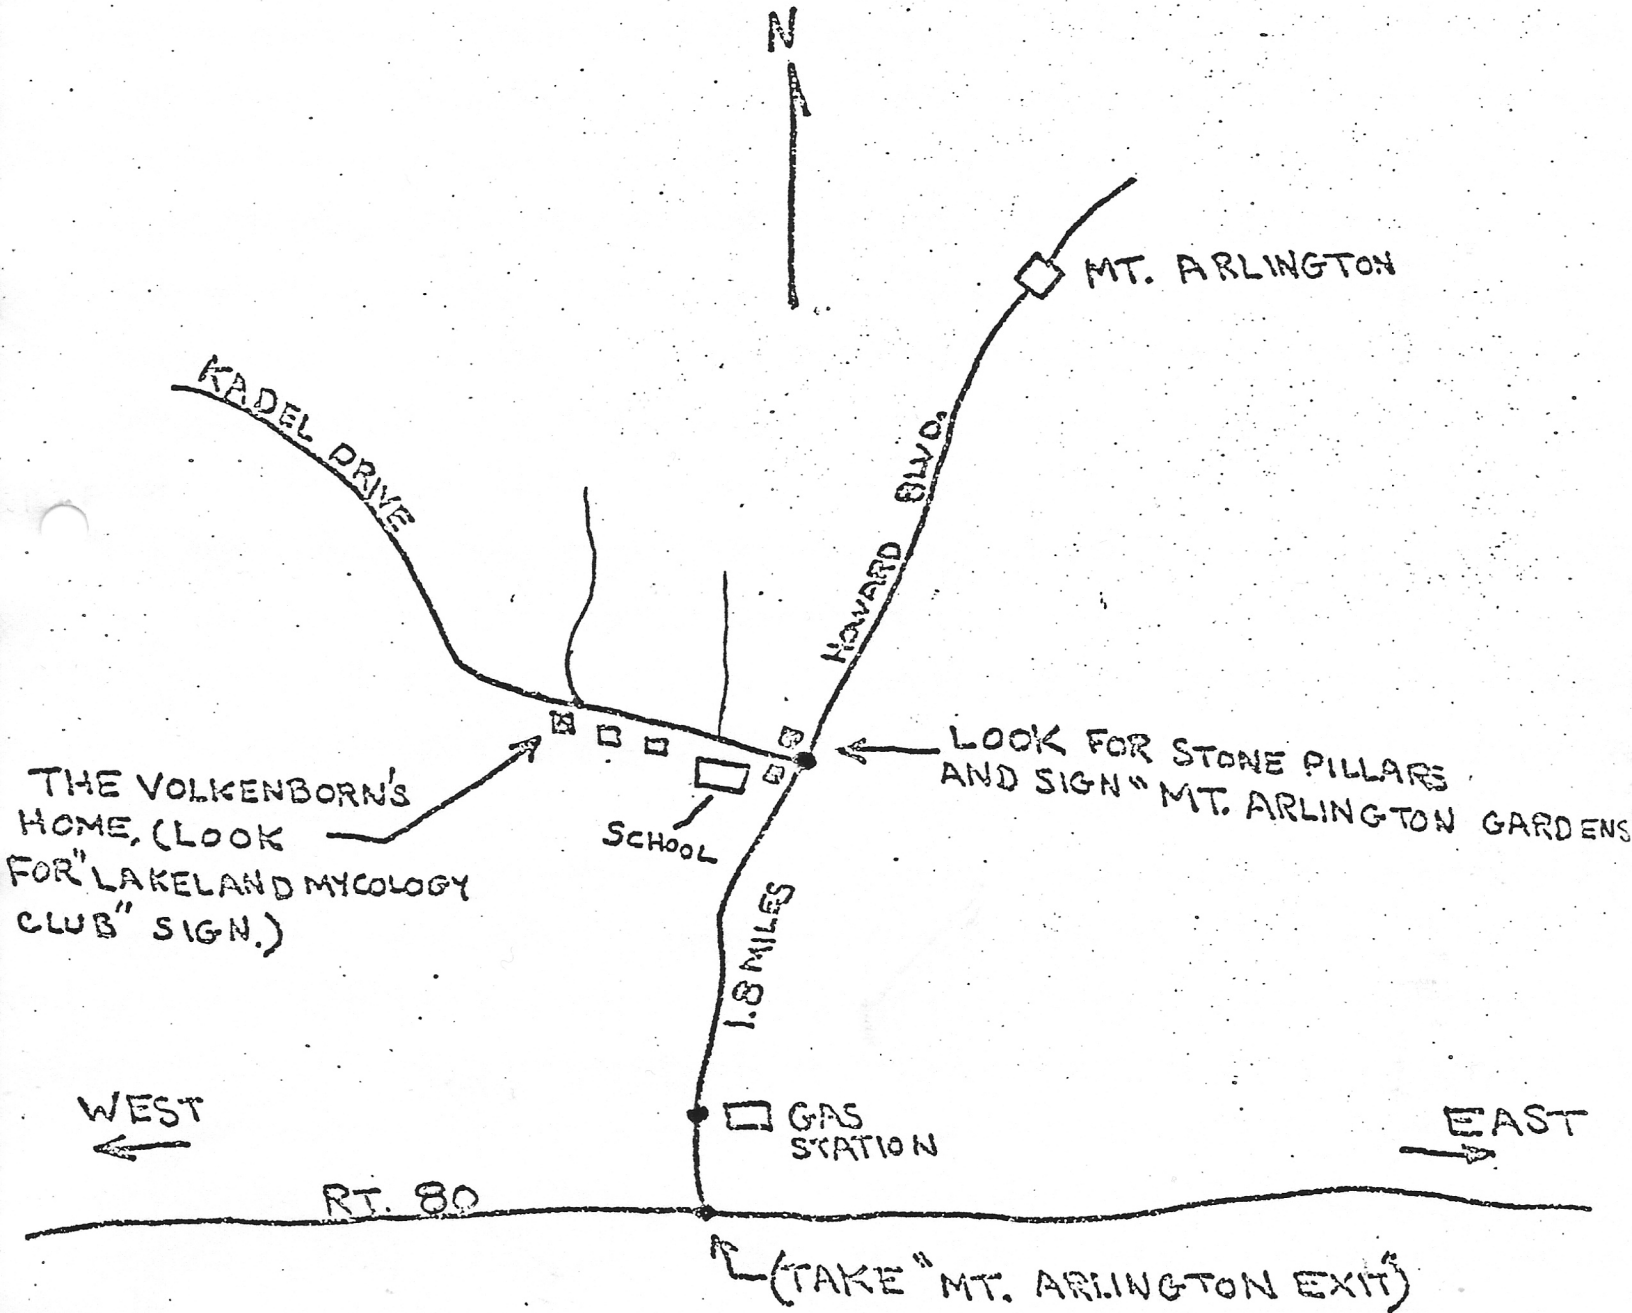 N
MT. ARLINGTON
KADEL DRIVE
HOWARD BLVD.
LOOK FOR STONE PILLARS
AND SIGN "MT. ARLINGTON GARDENS
THE VOLKENBORN'S
HOME. (LOOK
FOR "LAKELAND MYCOLOGY
CLUB" SIGN.)
SCHOOL
1.8 MILES
WEST
GAS
STATION
EAST
RT. 80
(TAKE "MT. ARLINGTON EXIT")